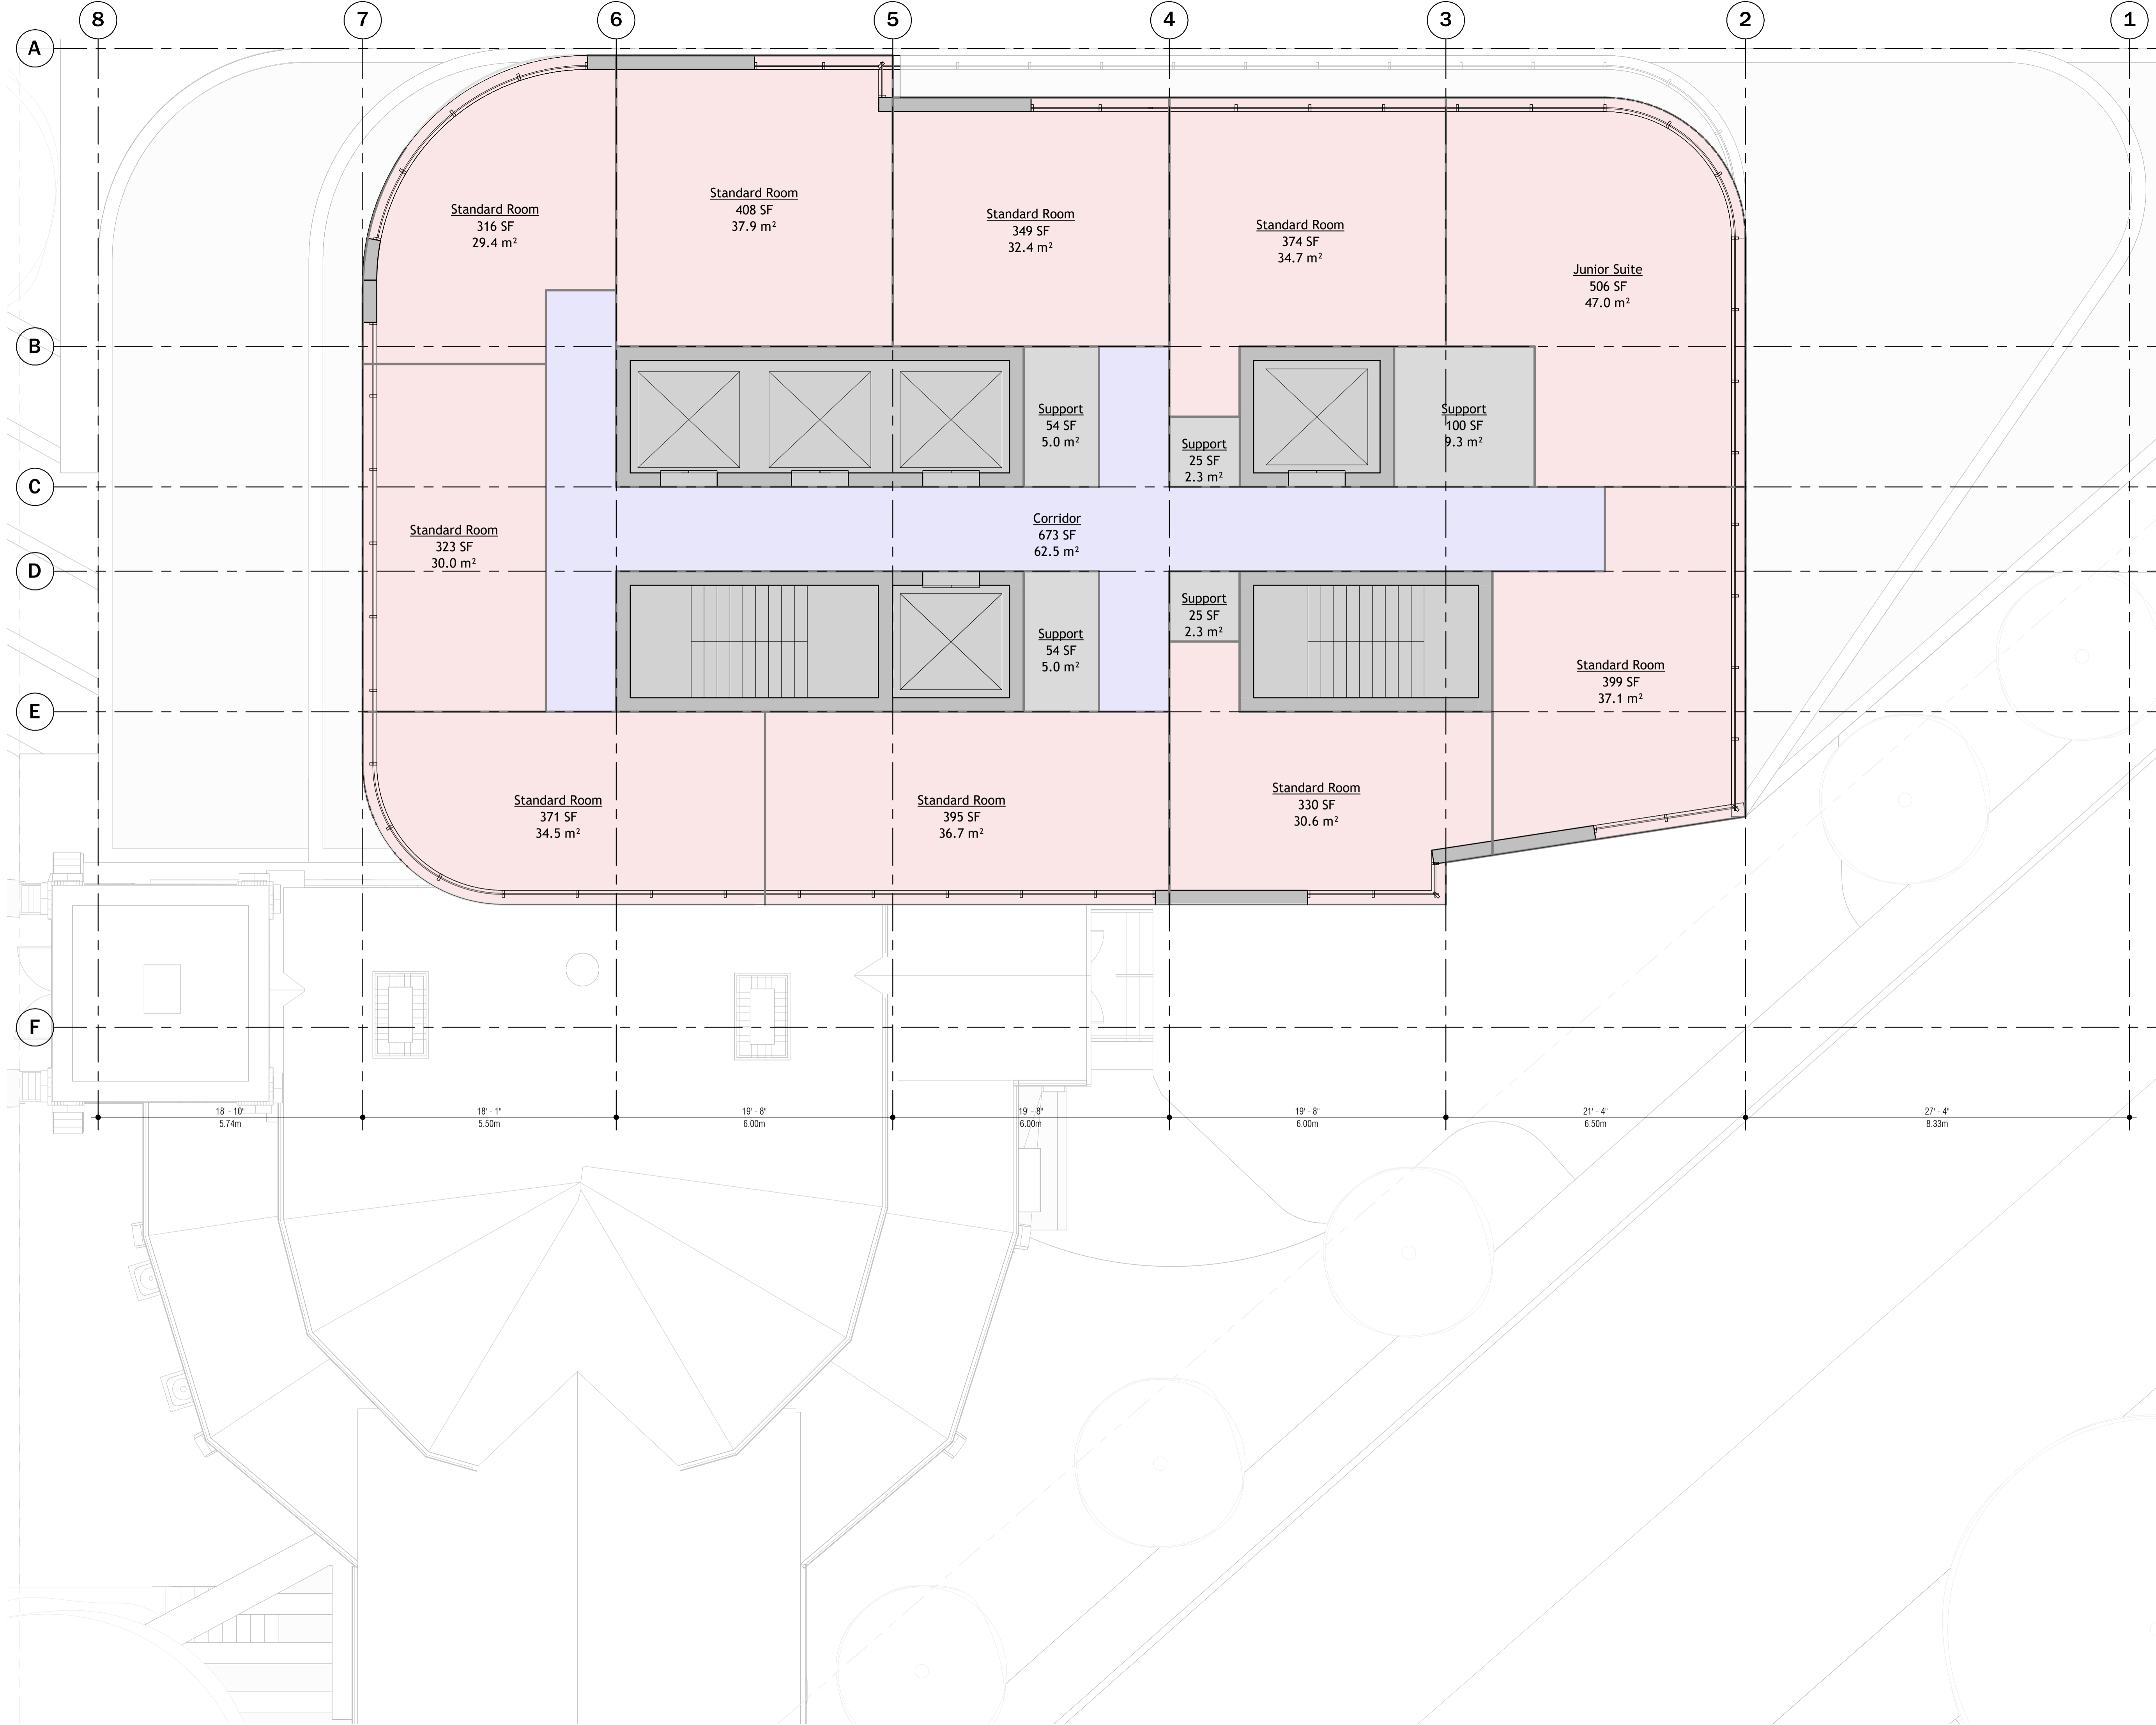 8 7 6 5 4 3 2 1
A
Standard Room
316 SF
29.4 m²
Standard Room
408 SF
37.9 m²
Standard Room
349 SF
32.4 m²
Standard Room
374 SF
34.7 m²
Junior Suite
506 SF
47.0 m²
B
Support
54 SF
5.0 m²
Support
25 SF
2.3 m²
Support
100 SF
9.3 m²
C
Standard Room
323 SF
30.0 m²
Corridor
673 SF
62.5 m²
D
Support
54 SF
5.0 m²
Support
25 SF
2.3 m²
Standard Room
399 SF
37.1 m²
E
Standard Room
371 SF
34.5 m²
Standard Room
395 SF
36.7 m²
Standard Room
330 SF
30.6 m²
F
18' - 10"
5.74m
18' - 1"
5.50m
19' - 8"
6.00m
19' - 8"
6.00m
19' - 8"
6.00m
21' - 4"
6.50m
27' - 4"
8.33m